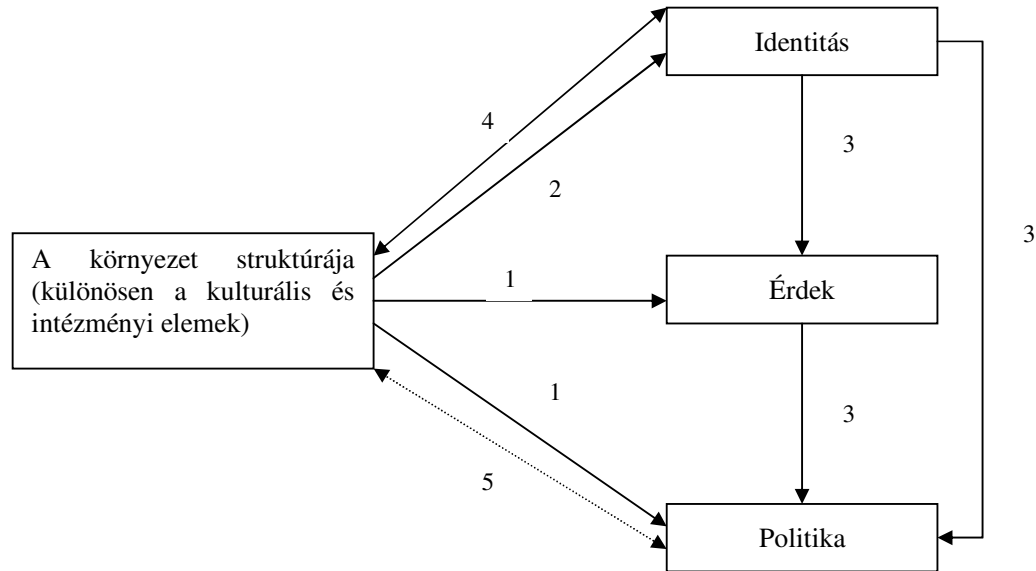 Identitás
4
3
2
A környezet struktúrája
(különösen a kulturális és
intézményi elemek)
3
1
Érdek
1
3
5
Politika